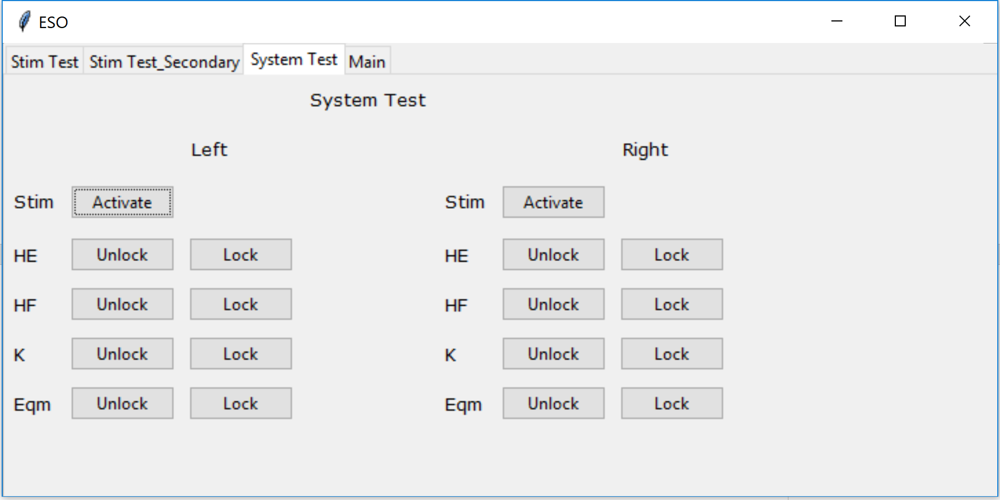 ESO
Stim Test Stim Test_Secondary System Test Main
System Test
Left Right
Stim Activate Stim Activate
HE Unlock Lock HE Unlock Lock
HF Unlock Lock HF Unlock Lock
K Unlock Lock K Unlock Lock
Eqm Unlock Lock Eqm Unlock Lock